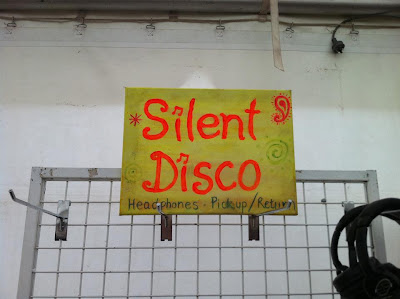 Silent
Disco
Headphones - Pickup/Return